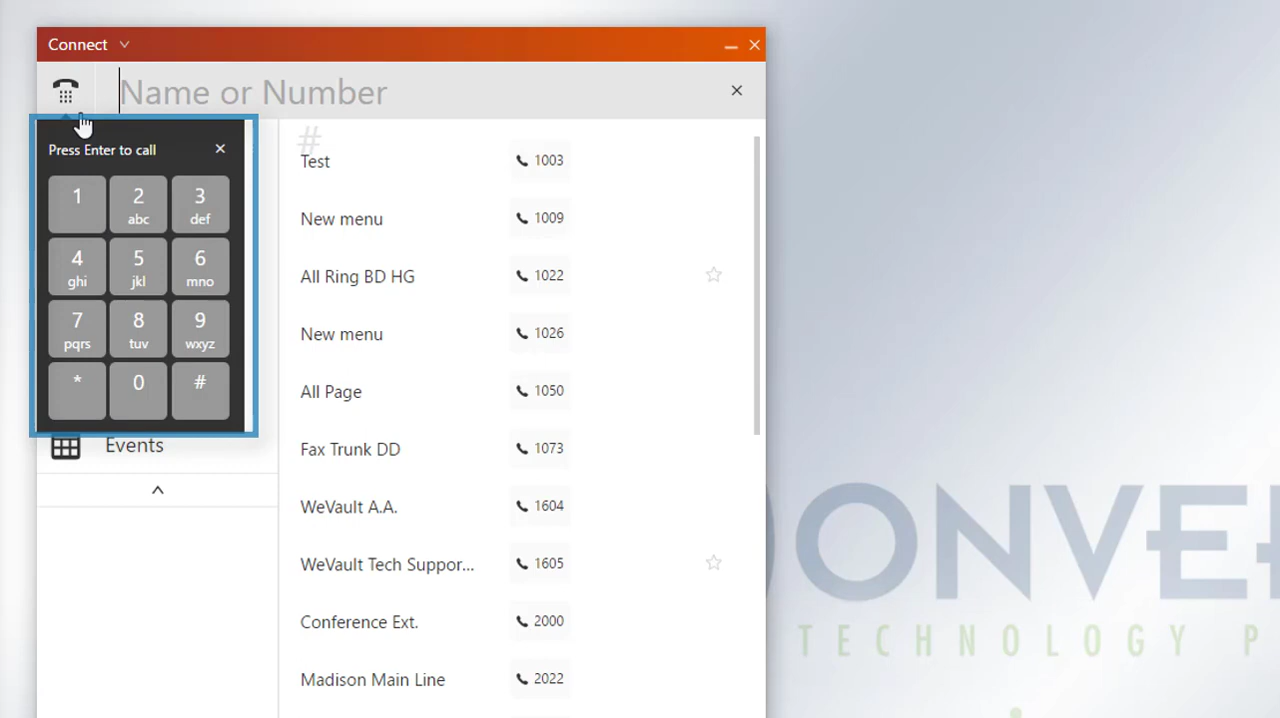 Connect
Name or Number
Press Enter to call
1
2
abc
3
def
4
ghi
5
jkl
6
mno
7
pqrs
8
tuv
9
wxyz
*
0
#
Events
#
Test 1003
New menu 1009
All Ring BD HG 1022
New menu 1026
All Page 1050
Fax Trunk DD 1073
WeVault A.A. 1604
WeVault Tech Suppor... 1605
Conference Ext. 2000
Madison Main Line 2022
TECHNOLOGY P